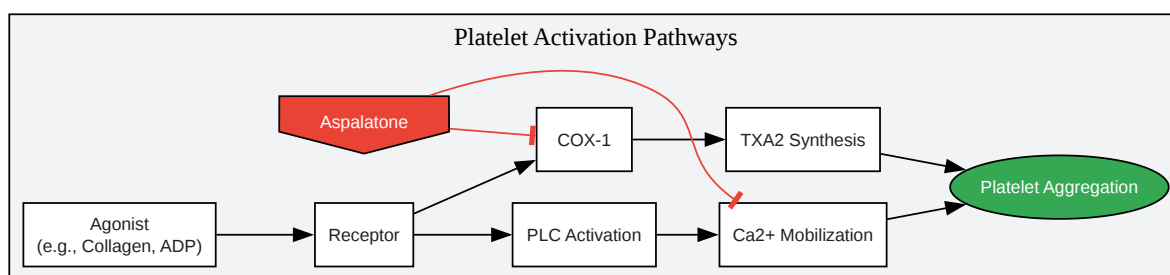 Platelet Activation Pathways
Aspalatone
COX-1
TXA2 Synthesis
Platelet Aggregation
Agonist
(e.g., Collagen, ADP)
Receptor
PLC Activation
Ca2+ Mobilization